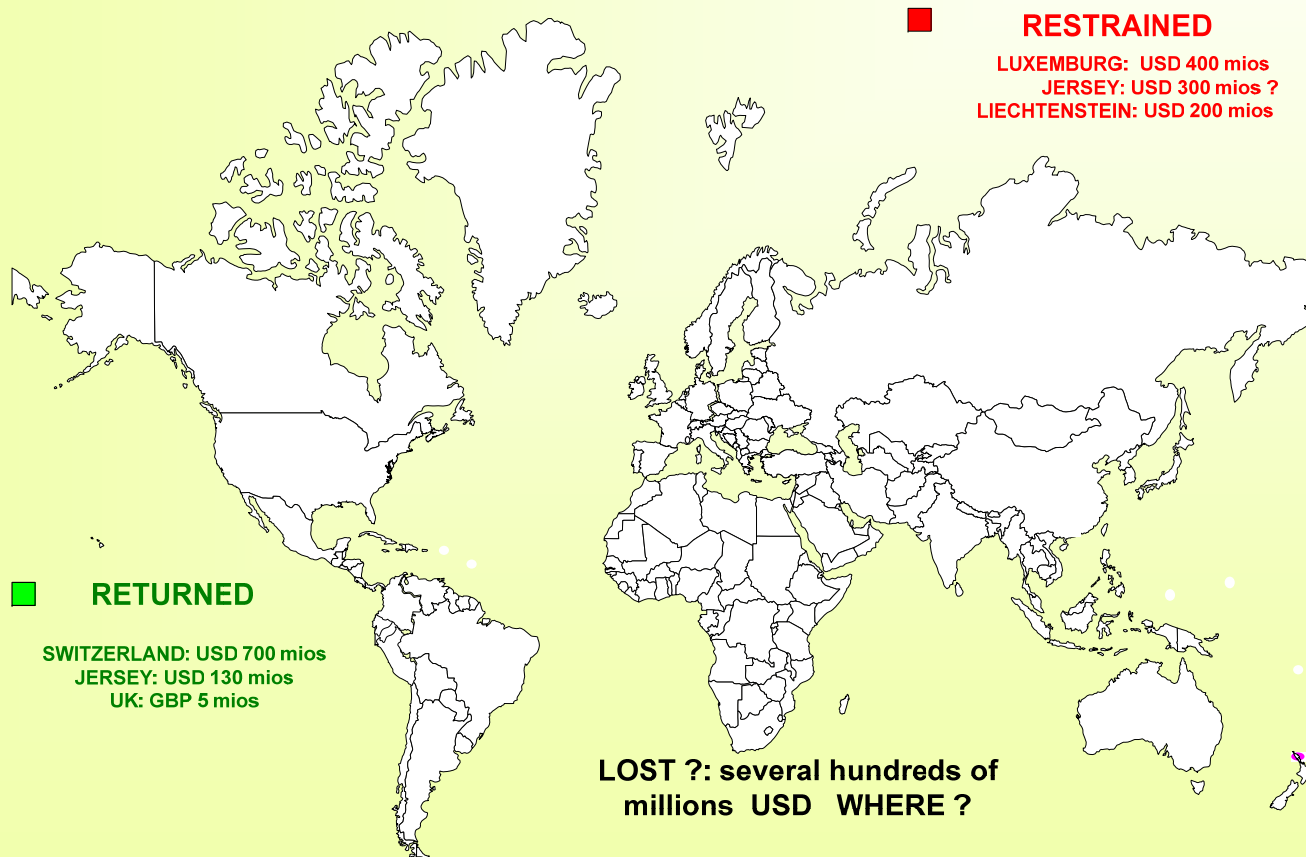 RESTRAINED
LUXEMBURG: USD 400 mios
JERSEY: USD 300 mios ?
LIECHTENSTEIN: USD 200 mios
RETURNED
SWITZERLAND: USD 700 mios
JERSEY: USD 130 mios
UK: GBP 5 mios
LOST ?: several hundreds of
millions USD WHERE ?